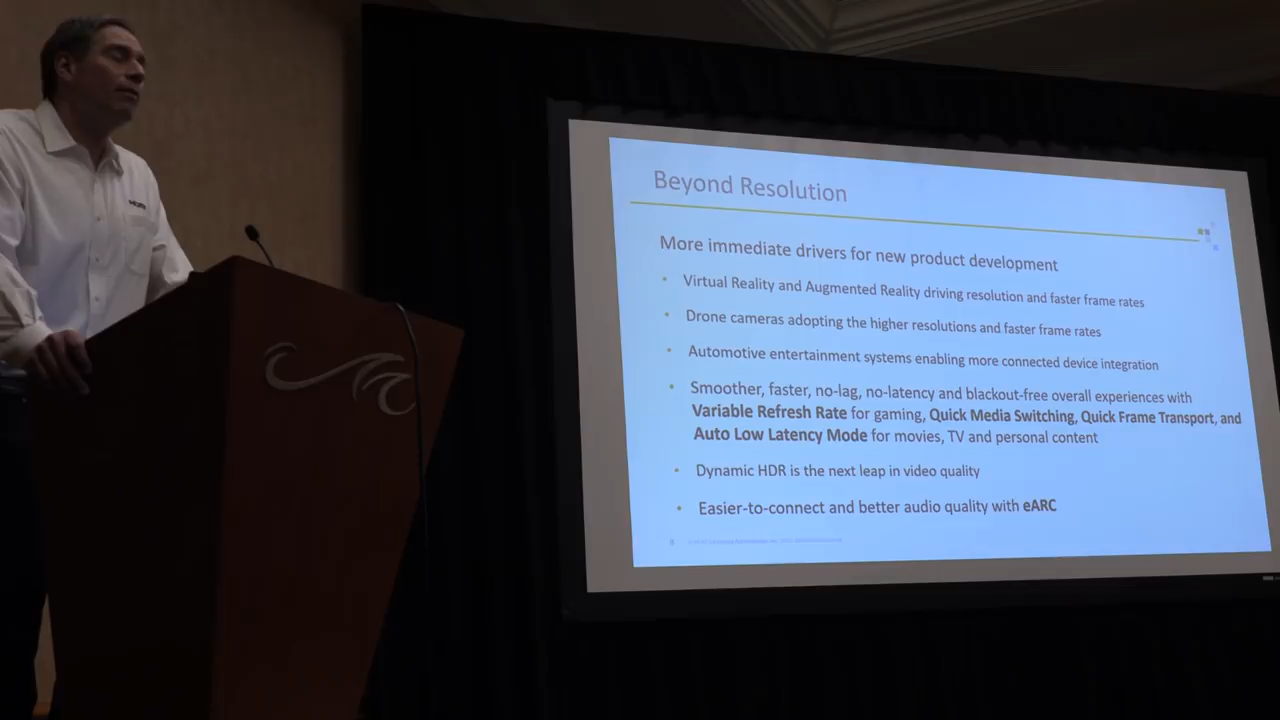 Beyond Resolution
More immediate drivers for new product development
Virtual Reality and Augmented Reality driving resolution and faster frame rates
Drone cameras adopting the higher resolutions and faster frame rates
Automotive entertainment systems enabling more connected device integration
Smoother, faster, no-lag, no-latency and blackout-free overall experiences with
Variable Refresh Rate for gaming, Quick Media Switching, Quick Frame Transport, and
Auto Low Latency Mode for movies, TV and personal content
Dynamic HDR is the next leap in video quality
Easier-to-connect and better audio quality with eARC